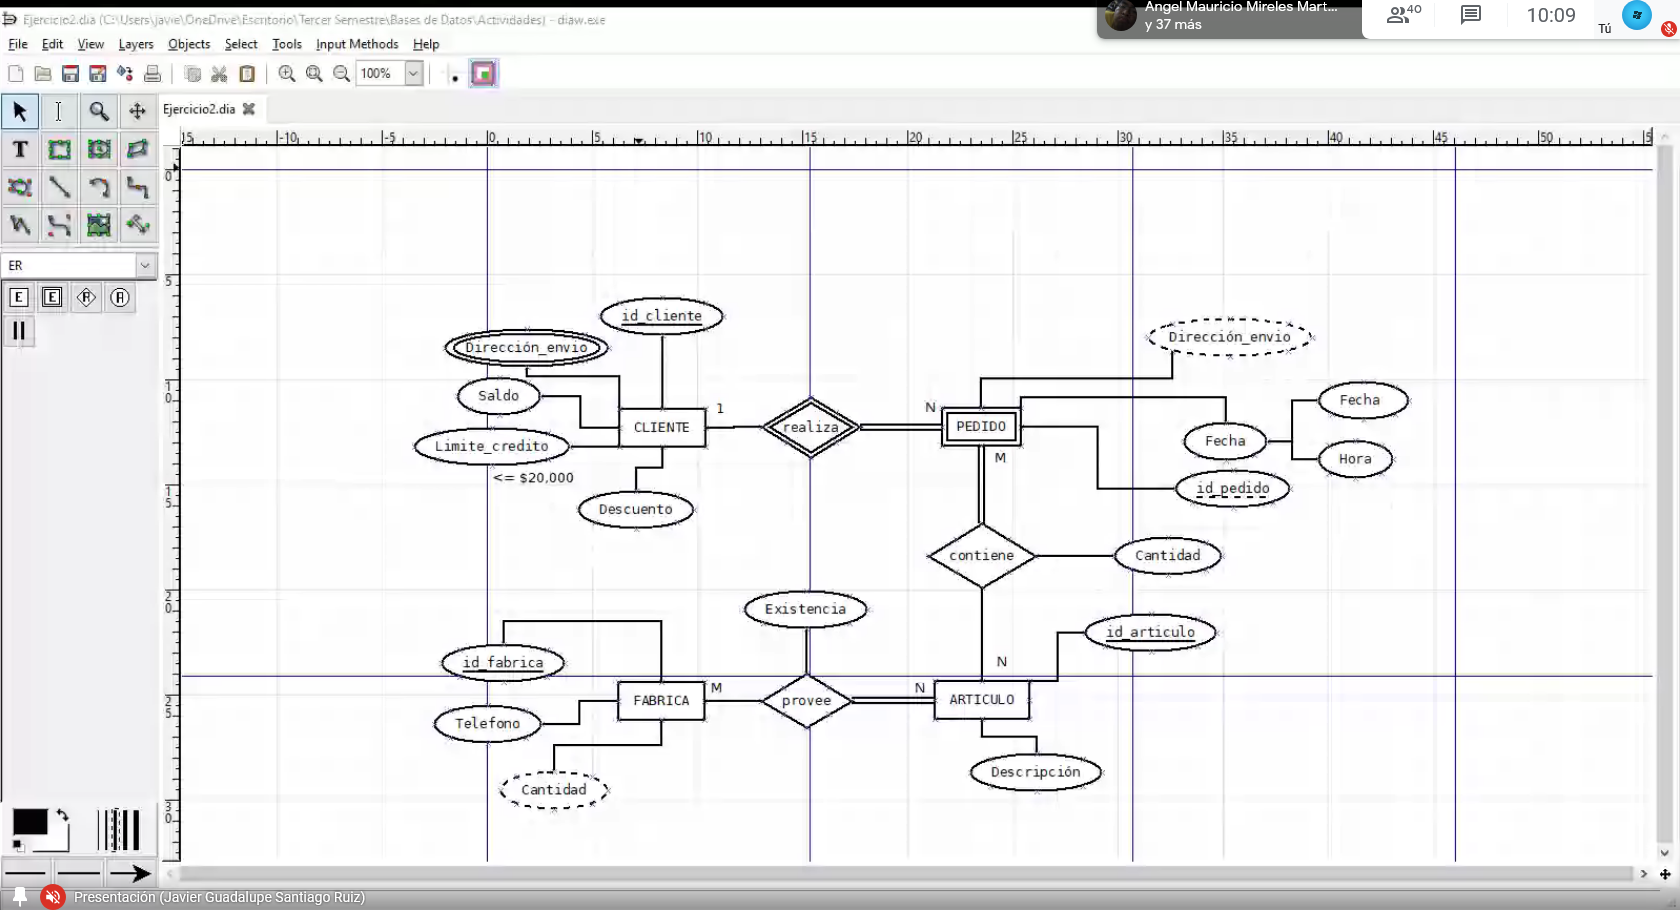 Ejercicio2.dia (C:\Users\javie\OneDrive\Escritorio\Tercer Semestre\Bases de Datos\Actividades) - diaw.exe
Angel Mauricio Mireles Mart...
y 37 más
40
10:09
Tú
File Edit View Layers Objects Select Tools Input Methods Help
100%
Ejercicio2.dia
15 -10 -5 0 5 10 15 20 25 30 35 40 45 50 5
T
0
5
10
15
20
25
30
ER
E E R A
id_cliente
Dirección_envio
Dirección_envio
Saldo
Fecha
1
N
CLIENTE
realiza
PEDIDO
Fecha
Limite_credito
M
Hora
<= $20,000
id_pedido
Descuento
contiene
Cantidad
Existencia
id_articulo
id_fabrica
N
FABRICA
M
provee
N
ARTICULO
Telefono
Descripción
Cantidad
Presentación (Javier Guadalupe Santiago Ruiz)